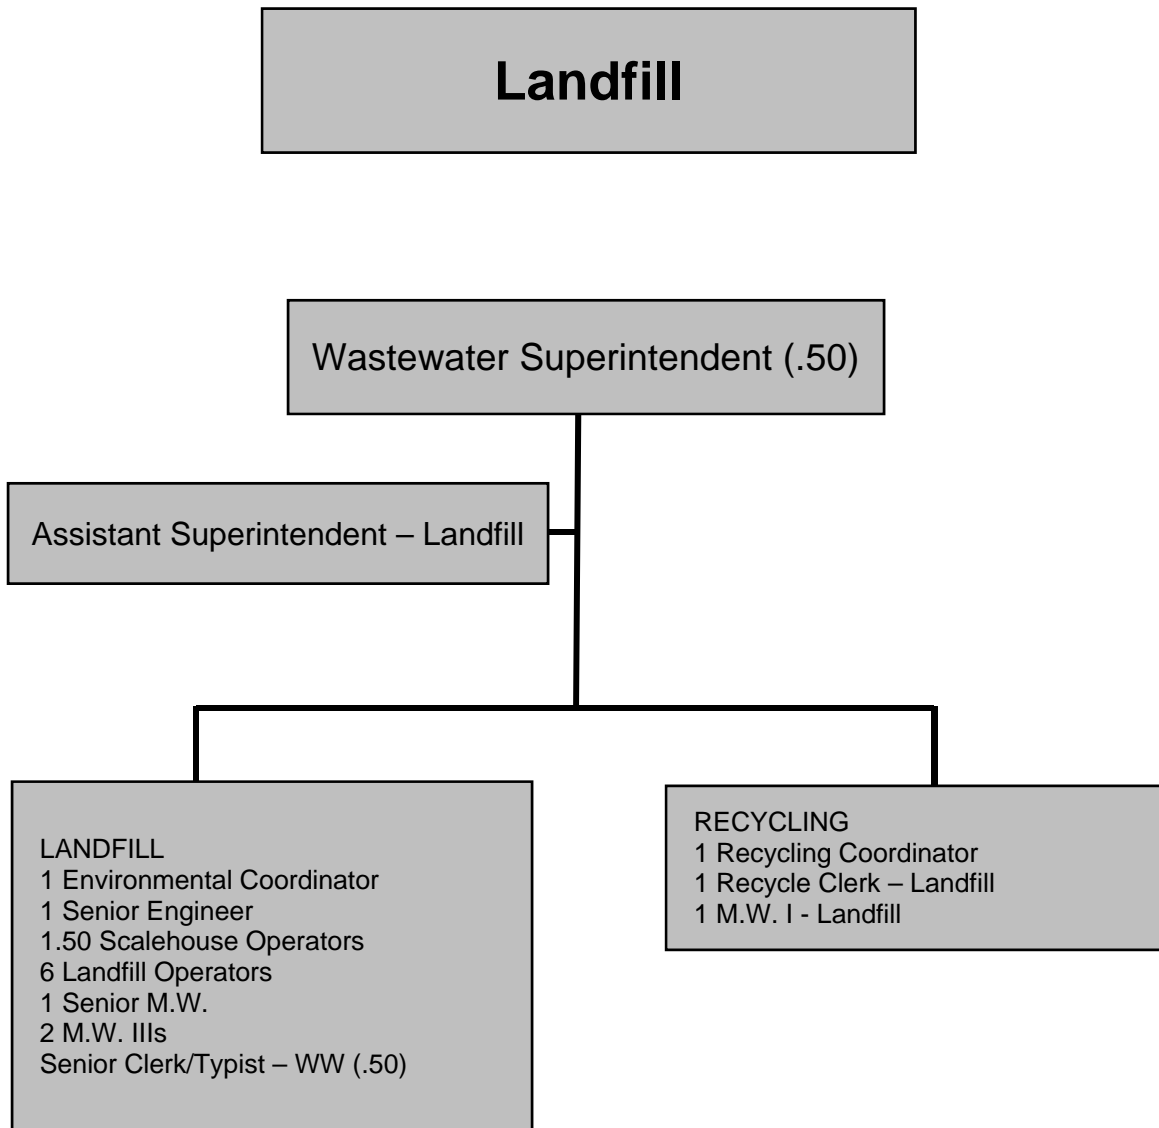 Landfill
Wastewater Superintendent (.50)
Assistant Superintendent – Landfill
LANDFILL
1 Environmental Coordinator
1 Senior Engineer
1.50 Scalehouse Operators
6 Landfill Operators
1 Senior M.W.
2 M.W. IIIs
Senior Clerk/Typist – WW (.50)
RECYCLING
1 Recycling Coordinator
1 Recycle Clerk – Landfill
1 M.W. I - Landfill